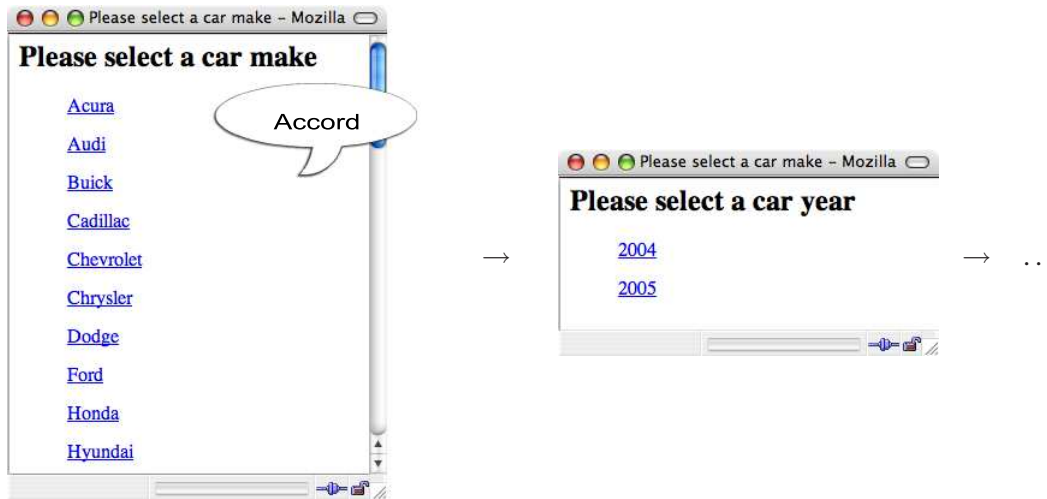 Please select a car make – Mozilla
Please select a car make
Acura
Accord
Audi
Buick
Cadillac
Chevrolet
Chrysler
Dodge
Ford
Honda
Hyundai
→
Please select a car make – Mozilla
Please select a car year
2004
2005
→ . .